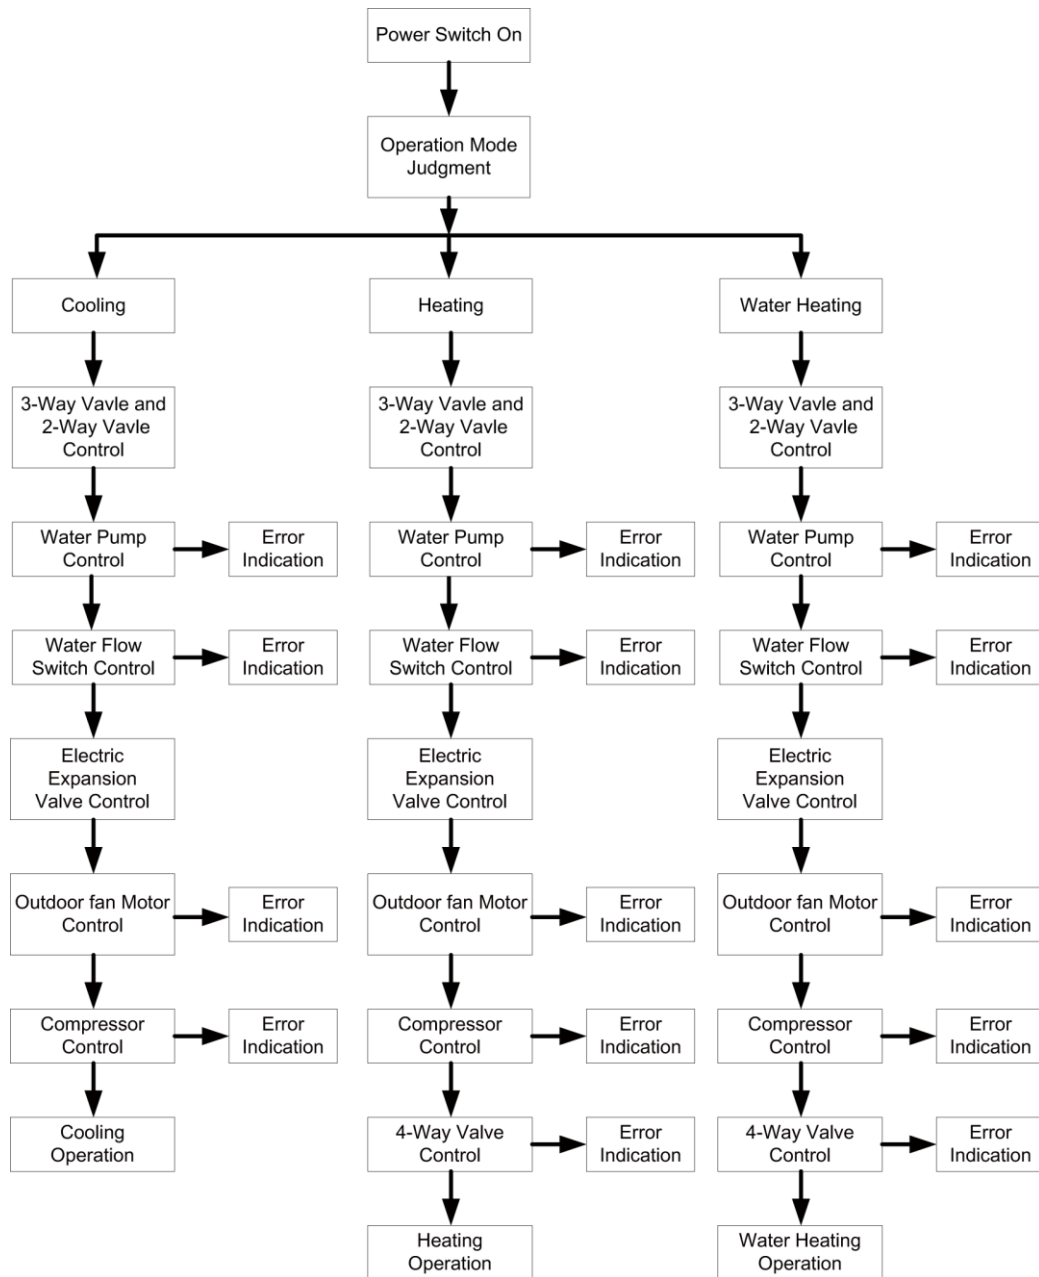 Power Switch On
Operation Mode
Judgment
Cooling
Heating
Water Heating
3-Way Vavle and
2-Way Vavle
Control
3-Way Vavle and
2-Way Vavle
Control
3-Way Vavle and
2-Way Vavle
Control
Water Pump
Control
Error
Indication
Water Pump
Control
Error
Indication
Water Pump
Control
Error
Indication
Water Flow
Switch Control
Error
Indication
Water Flow
Switch Control
Error
Indication
Water Flow
Switch Control
Error
Indication
Electric
Expansion
Valve Control
Electric
Expansion
Valve Control
Electric
Expansion
Valve Control
Outdoor fan Motor
Control
Error
Indication
Outdoor fan Motor
Control
Error
Indication
Outdoor fan Motor
Control
Error
Indication
Compressor
Control
Error
Indication
Compressor
Control
Error
Indication
Compressor
Control
Error
Indication
Cooling
Operation
4-Way Valve
Control
Error
Indication
4-Way Valve
Control
Error
Indication
Heating
Operation
Water Heating
Operation